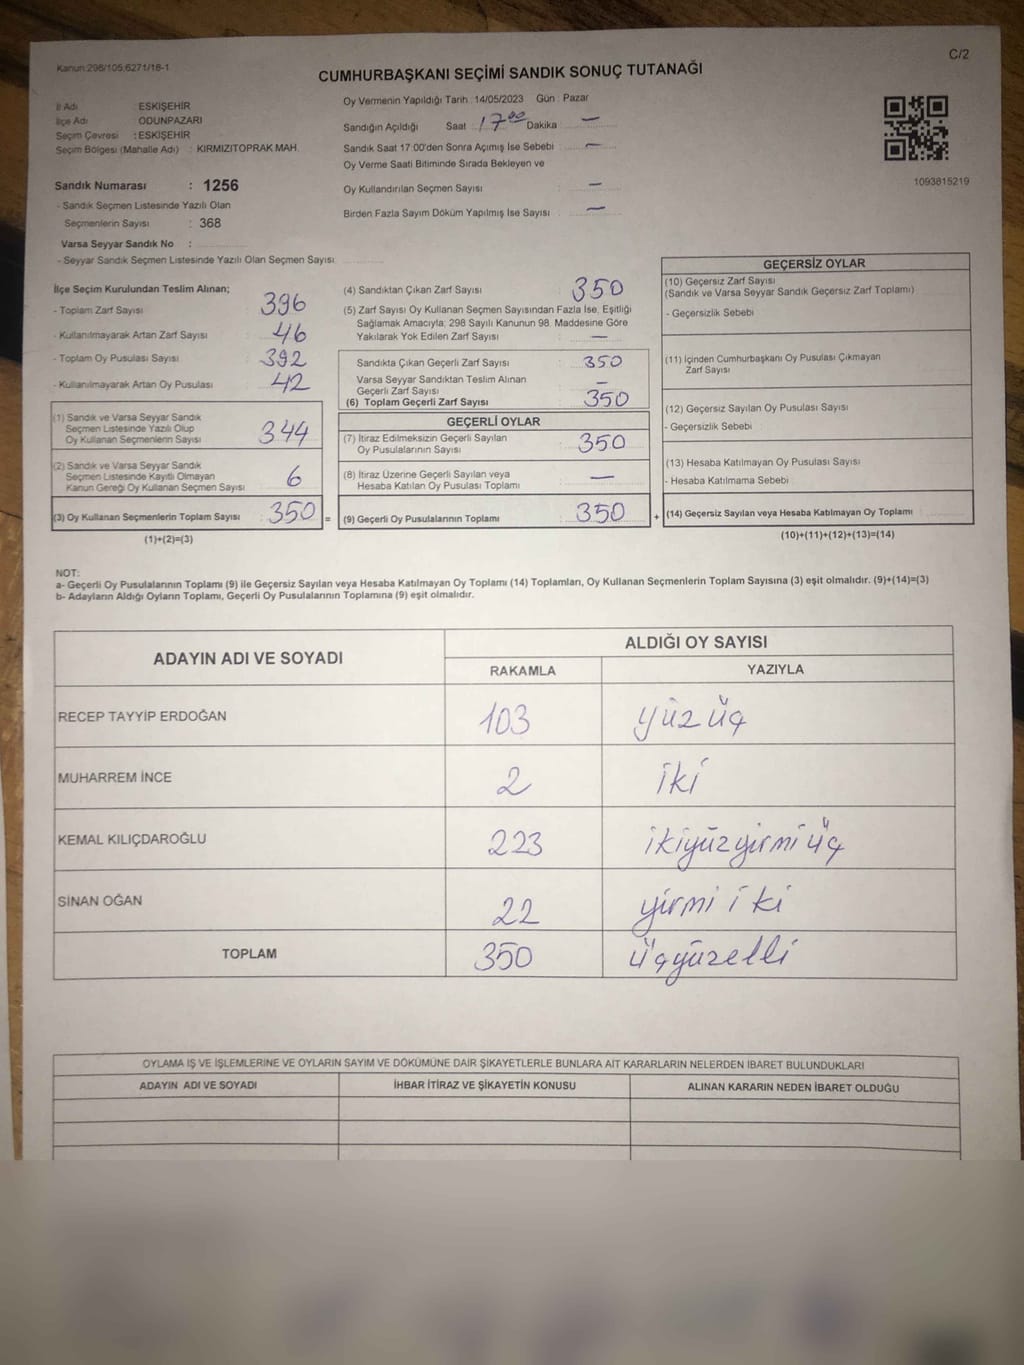 Kanun:298/105,6271/18-1
C/2
CUMHURBAŞKANI SEÇİMİ SANDIK SONUÇ TUTANAĞI
İl Adı : ESKİŞEHİR
İlçe Adı : ODUNPAZARI
Seçim Çevresi : ESKİŞEHİR
Seçim Bölgesi (Mahalle Adı) : KIRMIZITOPRAK MAH.
Sandık Numarası : 1256
- Sandık Seçmen Listesinde Yazılı Olan
Seçmenlerin Sayısı : 368
Varsa Seyyar Sandık No :
- Seyyar Sandık Seçmen Listesinde Yazılı Olan Seçmen Sayısı
Oy Vermenin Yapıldığı Tarih : 14/05/2023 Gün : Pazar
Sandığın Açıldığı Saat : 17 00 Dakika : —
Sandık Saat 17:00'den Sonra Açımış İse Sebebi : —
Oy Verme Saati Bitiminde Sırada Bekleyen ve
Oy Kullandırılan Seçmen Sayısı : —
Birden Fazla Sayım Döküm Yapılmış İse Sayısı : —
1093815219
İlçe Seçim Kurulundan Teslim Alınan;
- Toplam Zarf Sayısı : 396
- Kullanılmayarak Artan Zarf Sayısı : 46
- Toplam Oy Pusulası Sayısı : 392
- Kullanılmayarak Artan Oy Pusulası : 42
(1) Sandık ve Varsa Seyyar Sandık
Seçmen Listesinde Yazılı Olup
Oy Kullanan Seçmenlerin Sayısı : 344
(2) Sandık ve Varsa Seyyar Sandık
Seçmen Listesinde Kayıtlı Olmayan
Kanun Gereği Oy Kullanan Seçmen Sayısı : 6
(3) Oy Kullanan Seçmenlerin Toplam Sayısı : 350 =
(1)+(2)=(3)
(4) Sandıktan Çıkan Zarf Sayısı : 350
(5) Zarf Sayısı Oy Kullanan Seçmen Sayısından Fazla İse, Eşitliği
Sağlamak Amacıyla; 298 Sayılı Kanunun 98. Maddesine Göre
Yakılarak Yok Edilen Zarf Sayısı : —
Sandıkta Çıkan Geçerli Zarf Sayısı : 350
Varsa Seyyar Sandıktan Teslim Alınan
Geçerli Zarf Sayısı : —
(6) Toplam Geçerli Zarf Sayısı : 350
GEÇERLİ OYLAR
(7) İtiraz Edilmeksizin Geçerli Sayılan
Oy Pusulalarının Sayısı : 350
(8) İtiraz Üzerine Geçerli Sayılan veya
Hesaba Katılan Oy Pusulası Toplamı : —
(9) Geçerli Oy Pusulalarının Toplamı : 350 +
GEÇERSİZ OYLAR
(10) Geçersiz Zarf Sayısı
(Sandık ve Varsa Seyyar Sandık Geçersiz Zarf Toplamı)
- Geçersizlik Sebebi
(11) İçinden Cumhurbaşkanı Oy Pusulası Çıkmayan
Zarf Sayısı
(12) Geçersiz Sayılan Oy Pusulası Sayısı
- Geçersizlik Sebebi
(13) Hesaba Katılmayan Oy Pusulası Sayısı
- Hesaba Katılmama Sebebi
(14) Geçersiz Sayılan veya Hesaba Katılmayan Oy Toplamı
(10)+(11)+(12)+(13)=(14)
NOT:
a- Geçerli Oy Pusulalarının Toplamı (9) ile Geçersiz Sayılan veya Hesaba Katılmayan Oy Toplamı (14) Toplamları, Oy Kullanan Seçmenlerin Toplam Sayısına (3) eşit olmalıdır. (9)+(14)=(3)
b- Adayların Aldığı Oyların Toplamı, Geçerli Oy Pusulalarının Toplamına (9) eşit olmalıdır.
ADAYIN ADI VE SOYADI
ALDIĞI OY SAYISI
RAKAMLA YAZIYLA
RECEP TAYYİP ERDOĞAN 103 yüz üç
MUHARREM İNCE 2 iki
KEMAL KILIÇDAROĞLU 223 ikiyüzyirmi üç
SİNAN OĞAN 22 yirmi iki
TOPLAM 350 üçyüzelli
OYLAMA İŞ VE İŞLEMLERİNE VE OYLARIN SAYIM VE DÖKÜMÜNE DAİR ŞİKAYETLERLE BUNLARA AİT KARARLARIN NELERDEN İBARET BULUNDUKLARI
ADAYIN ADI VE SOYADI İHBAR İTİRAZ VE ŞİKAYETİN KONUSU ALINAN KARARIN NEDEN İBARET OLDUĞU